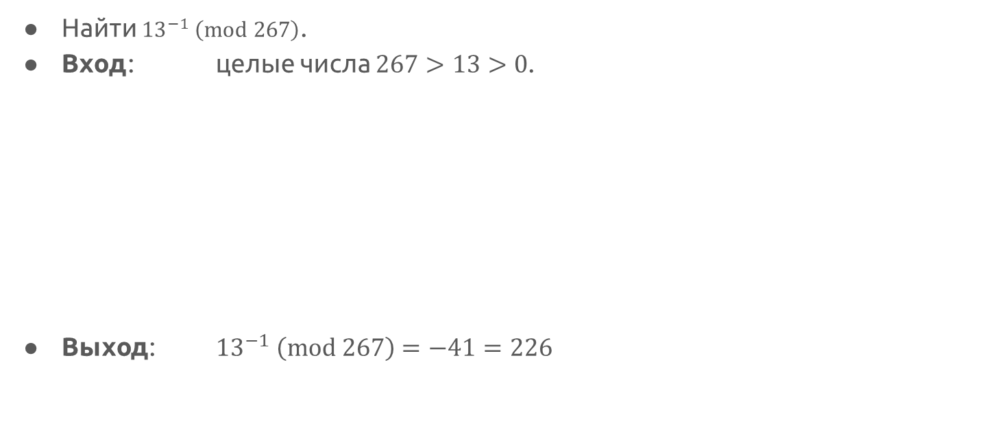 ● Найти 13⁻¹ (mod 267).
● Вход: целые числа 267 > 13 > 0.
● Выход: 13⁻¹ (mod 267) = −41 = 226